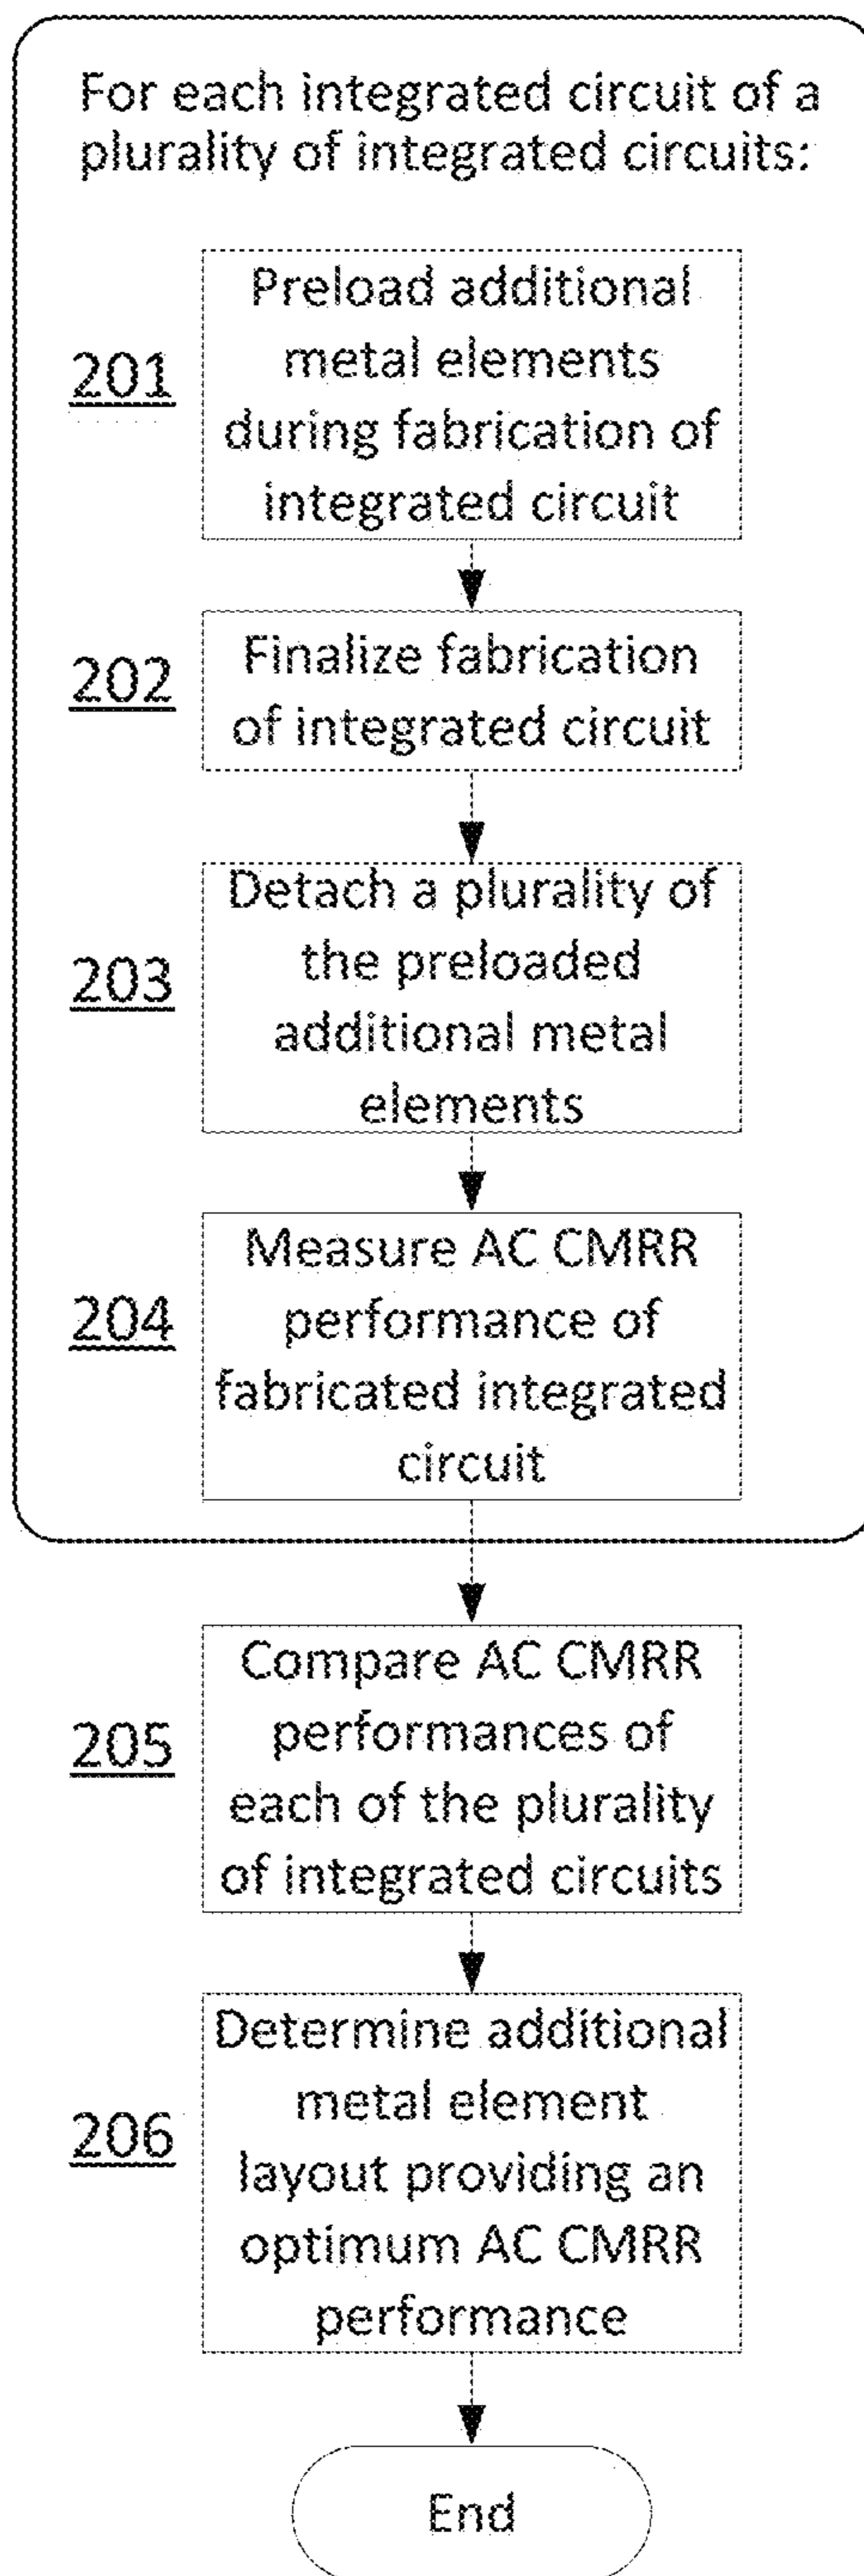 For each integrated circuit of a
plurality of integrated circuits:
201
Preload additional
metal elements
during fabrication of
integrated circuit
202
Finalize fabrication
of integrated circuit
203
Detach a plurality of
the preloaded
additional metal
elements
204
Measure AC CMRR
performance of
fabricated integrated
circuit
205
Compare AC CMRR
performances of
each of the plurality
of integrated circuits
206
Determine additional
metal element
layout providing an
optimum AC CMRR
performance
End